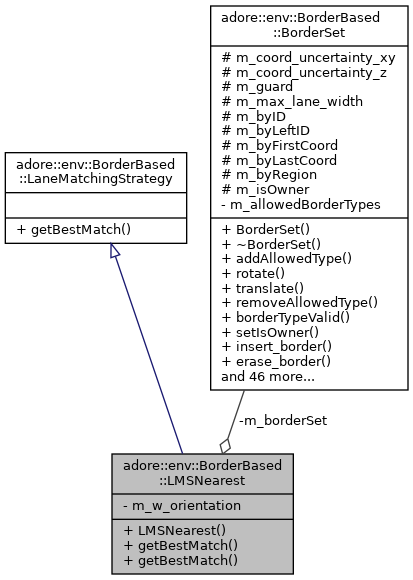 adore::env::BorderBased
::BorderSet
# m_coord_uncertainty_xy
# m_coord_uncertainty_z
# m_guard
# m_max_lane_width
# m_byID
# m_byLeftID
# m_byFirstCoord
# m_byLastCoord
# m_byRegion
# m_isOwner
- m_allowedBorderTypes
+ BorderSet()
+ ~BorderSet()
+ addAllowedType()
+ rotate()
+ translate()
+ removeAllowedType()
+ borderTypeValid()
+ setIsOwner()
+ insert_border()
+ erase_border()
and 46 more...
adore::env::BorderBased
::LaneMatchingStrategy
+ getBestMatch()
-m_borderSet
adore::env::BorderBased
::LMSNearest
- m_w_orientation
+ LMSNearest()
+ getBestMatch()
+ getBestMatch()